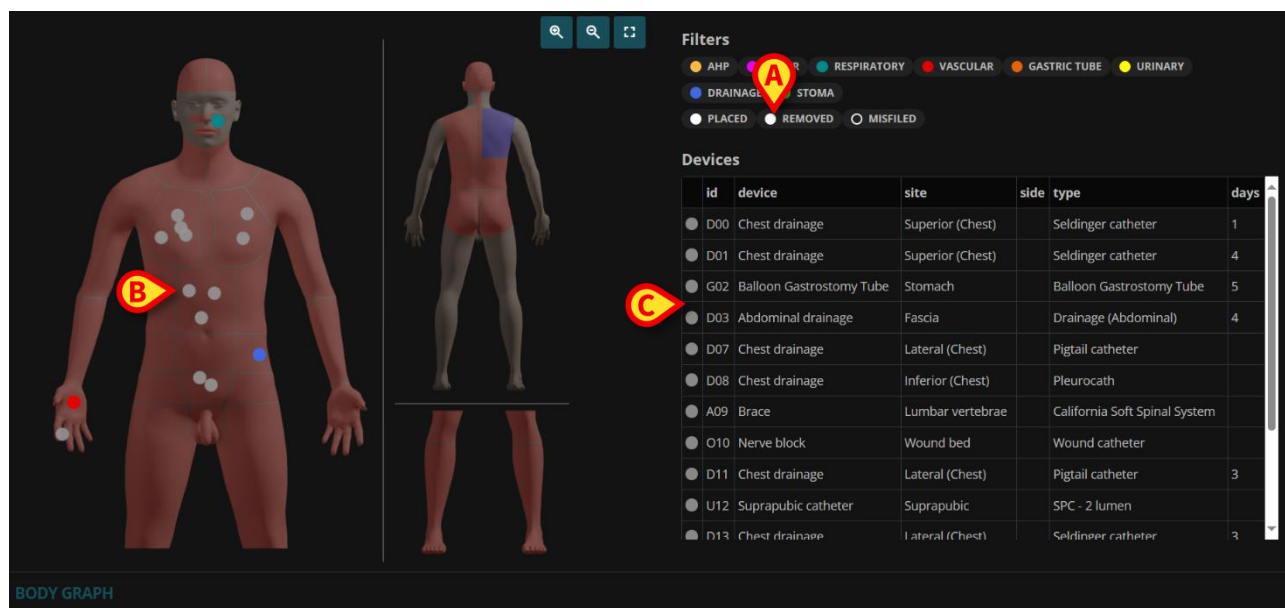 Filters
AHP R RESPIRATORY VASCULAR GASTRIC TUBE URINARY
DRAINAGE STOMA
PLACED REMOVED MISFILED
A
B
C
Devices
id device site side type days
D00 Chest drainage Superior (Chest) Seldinger catheter 1
D01 Chest drainage Superior (Chest) Seldinger catheter 4
G02 Balloon Gastrostomy Tube Stomach Balloon Gastrostomy Tube 5
D03 Abdominal drainage Fascia Drainage (Abdominal) 4
D07 Chest drainage Lateral (Chest) Pigtail catheter
D08 Chest drainage Inferior (Chest) Pleurocath
A09 Brace Lumbar vertebrae California Soft Spinal System
O10 Nerve block Wound bed Wound catheter
D11 Chest drainage Lateral (Chest) Pigtail catheter 3
U12 Suprapubic catheter Suprapubic SPC - 2 lumen
D13 Chest drainage Lateral (Chest) Seldinger catheter 3
BODY GRAPH